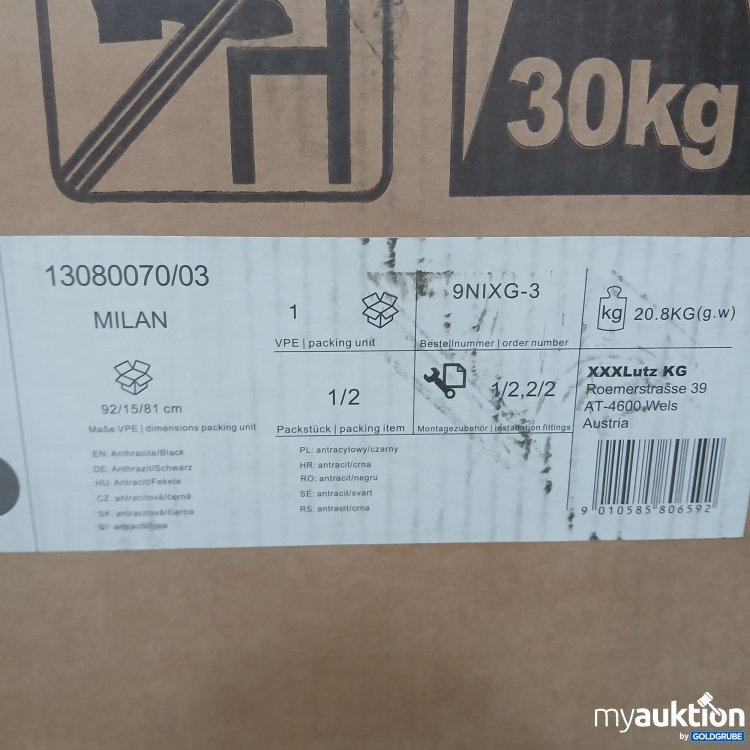 30kg
13080070/03
MILAN
92/15/81 cm
Maße VPE | dimensions packing unit
EN: Anthracite/Black
DE: Anthrazit/Schwarz
HU: Antracit/Fekete
CZ: antracitová/černá
SK: antracitová/čierna
SI: antracit/črna
1
VPE | packing unit
9NIXG-3
Bestellnummer | order number
kg
20.8KG(g.w)
1/2
Packstück | packing item
1/2,2/2
Montagezubehör | installation fittings
PL: antracytowy/czarny
HR: antracit/crna
RO: antracit/negru
SE: antracit/svart
RS: antracit/crna
XXXLutz KG
Roemerstrasse 39
AT-4600 Wels
Austria
9 010585 806592
myauktion
by GOLDGRUBE